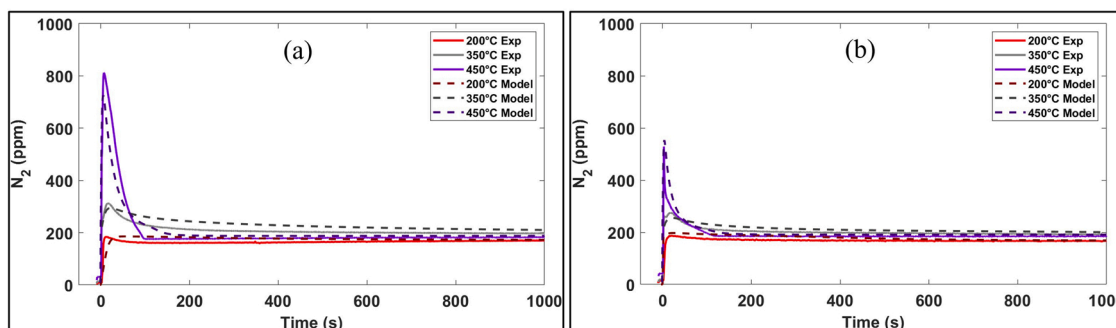 1000
(a)
800
600
400
200
0
N2 (ppm)
0 200 400 600 800 1000
Time (s)
200°C Exp
350°C Exp
450°C Exp
200°C Model
350°C Model
450°C Model
1000
(b)
800
600
400
200
0
N2 (ppm)
0 200 400 600 800 100
Time (s)
200°C Exp
350°C Exp
450°C Exp
200°C Model
350°C Model
450°C Model